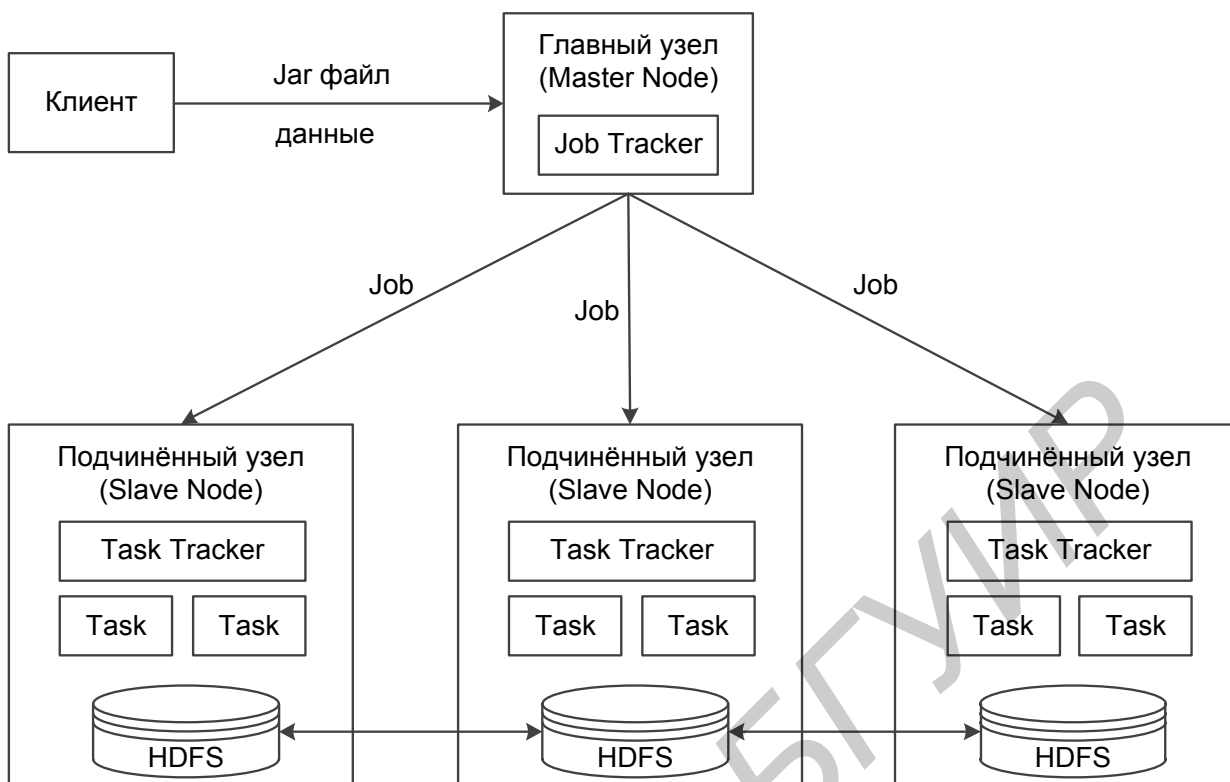 Клиент
Jar файл
данные
Главный узел
(Master Node)
Job Tracker
Job
Job
Job
Подчинённый узел
(Slave Node)
Task Tracker
Task
Task
HDFS
Подчинённый узел
(Slave Node)
Task Tracker
Task
Task
HDFS
Подчинённый узел
(Slave Node)
Task Tracker
Task
Task
HDFS
БГУИР